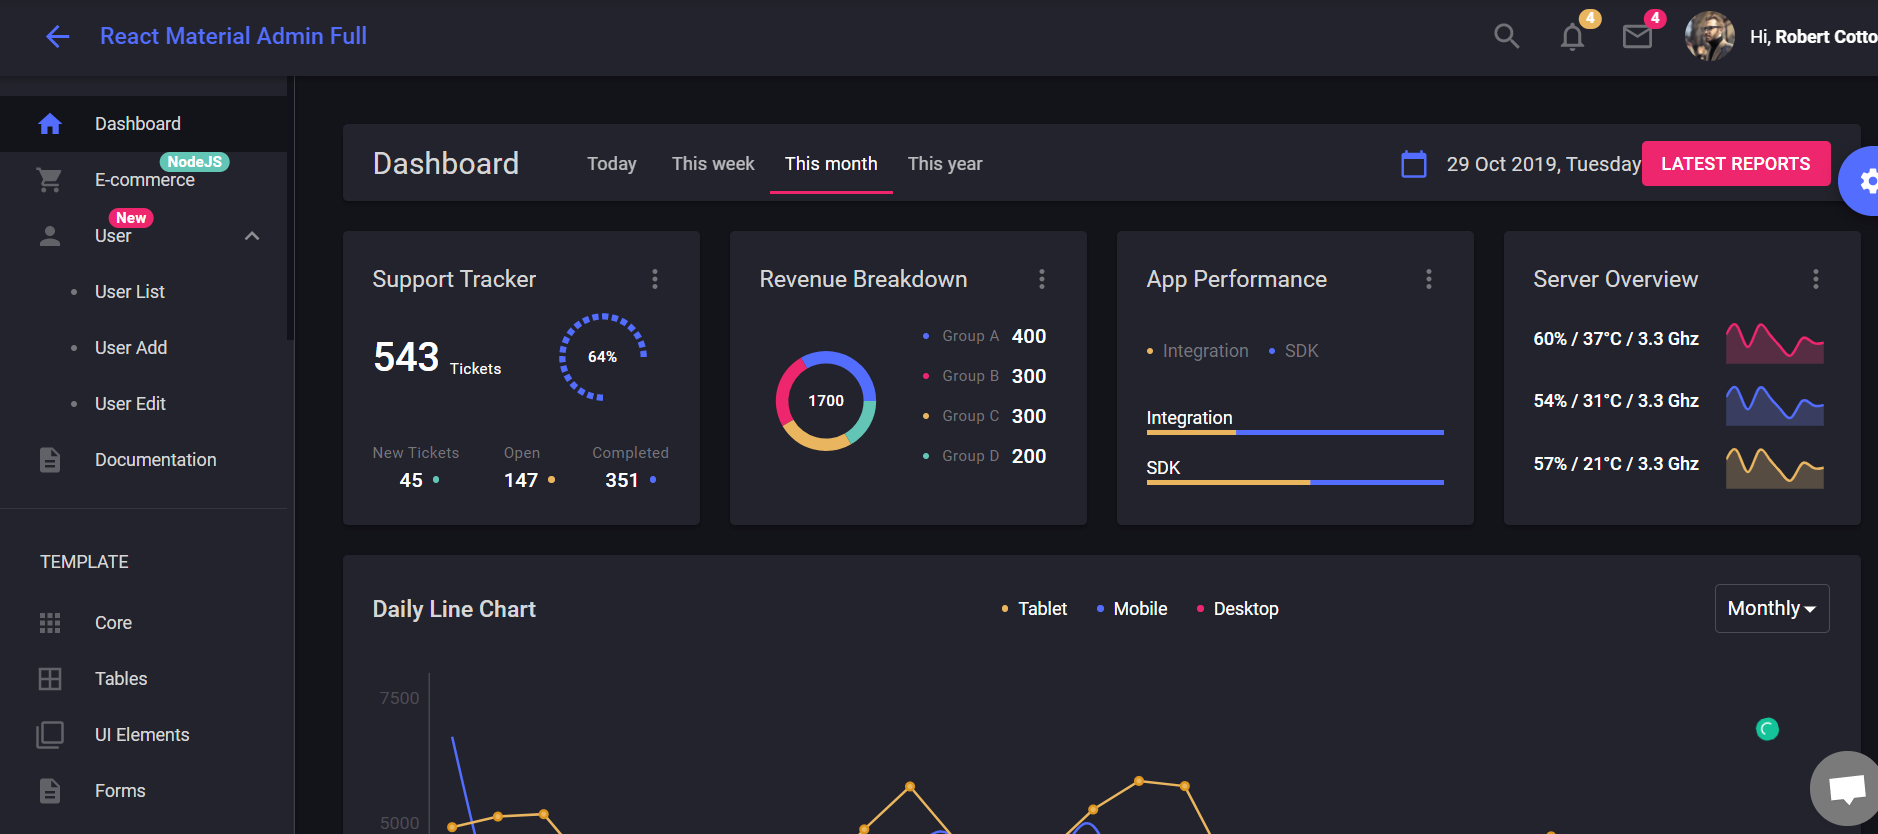 React Material Admin Full
4
4
Hi, Robert Cotto
Dashboard
NodeJS
E-commerce
New
User
User List
User Add
User Edit
Documentation
TEMPLATE
Core
Tables
UI Elements
Forms
Dashboard Today This week This month This year 29 Oct 2019, Tuesday LATEST REPORTS
Support Tracker
543 Tickets
64%
New Tickets Open Completed
45 147 351
Revenue Breakdown
1700
Group A 400
Group B 300
Group C 300
Group D 200
App Performance
Integration SDK
Integration
SDK
Server Overview
60% / 37°C / 3.3 Ghz
54% / 31°C / 3.3 Ghz
57% / 21°C / 3.3 Ghz
Daily Line Chart Tablet Mobile Desktop Monthly
7500
5000